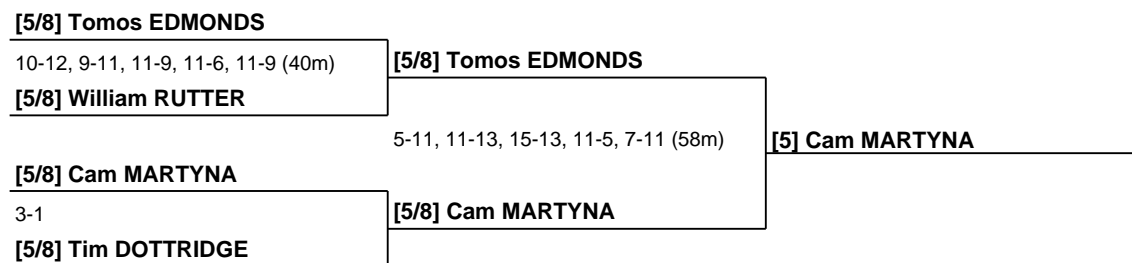 [5/8] Tomos EDMONDS
10-12, 9-11, 11-9, 11-6, 11-9 (40m)
[5/8] William RUTTER
[5/8] Tomos EDMONDS
5-11, 11-13, 15-13, 11-5, 7-11 (58m)
[5] Cam MARTYNA
[5/8] Cam MARTYNA
3-1
[5/8] Tim DOTTRIDGE
[5/8] Cam MARTYNA